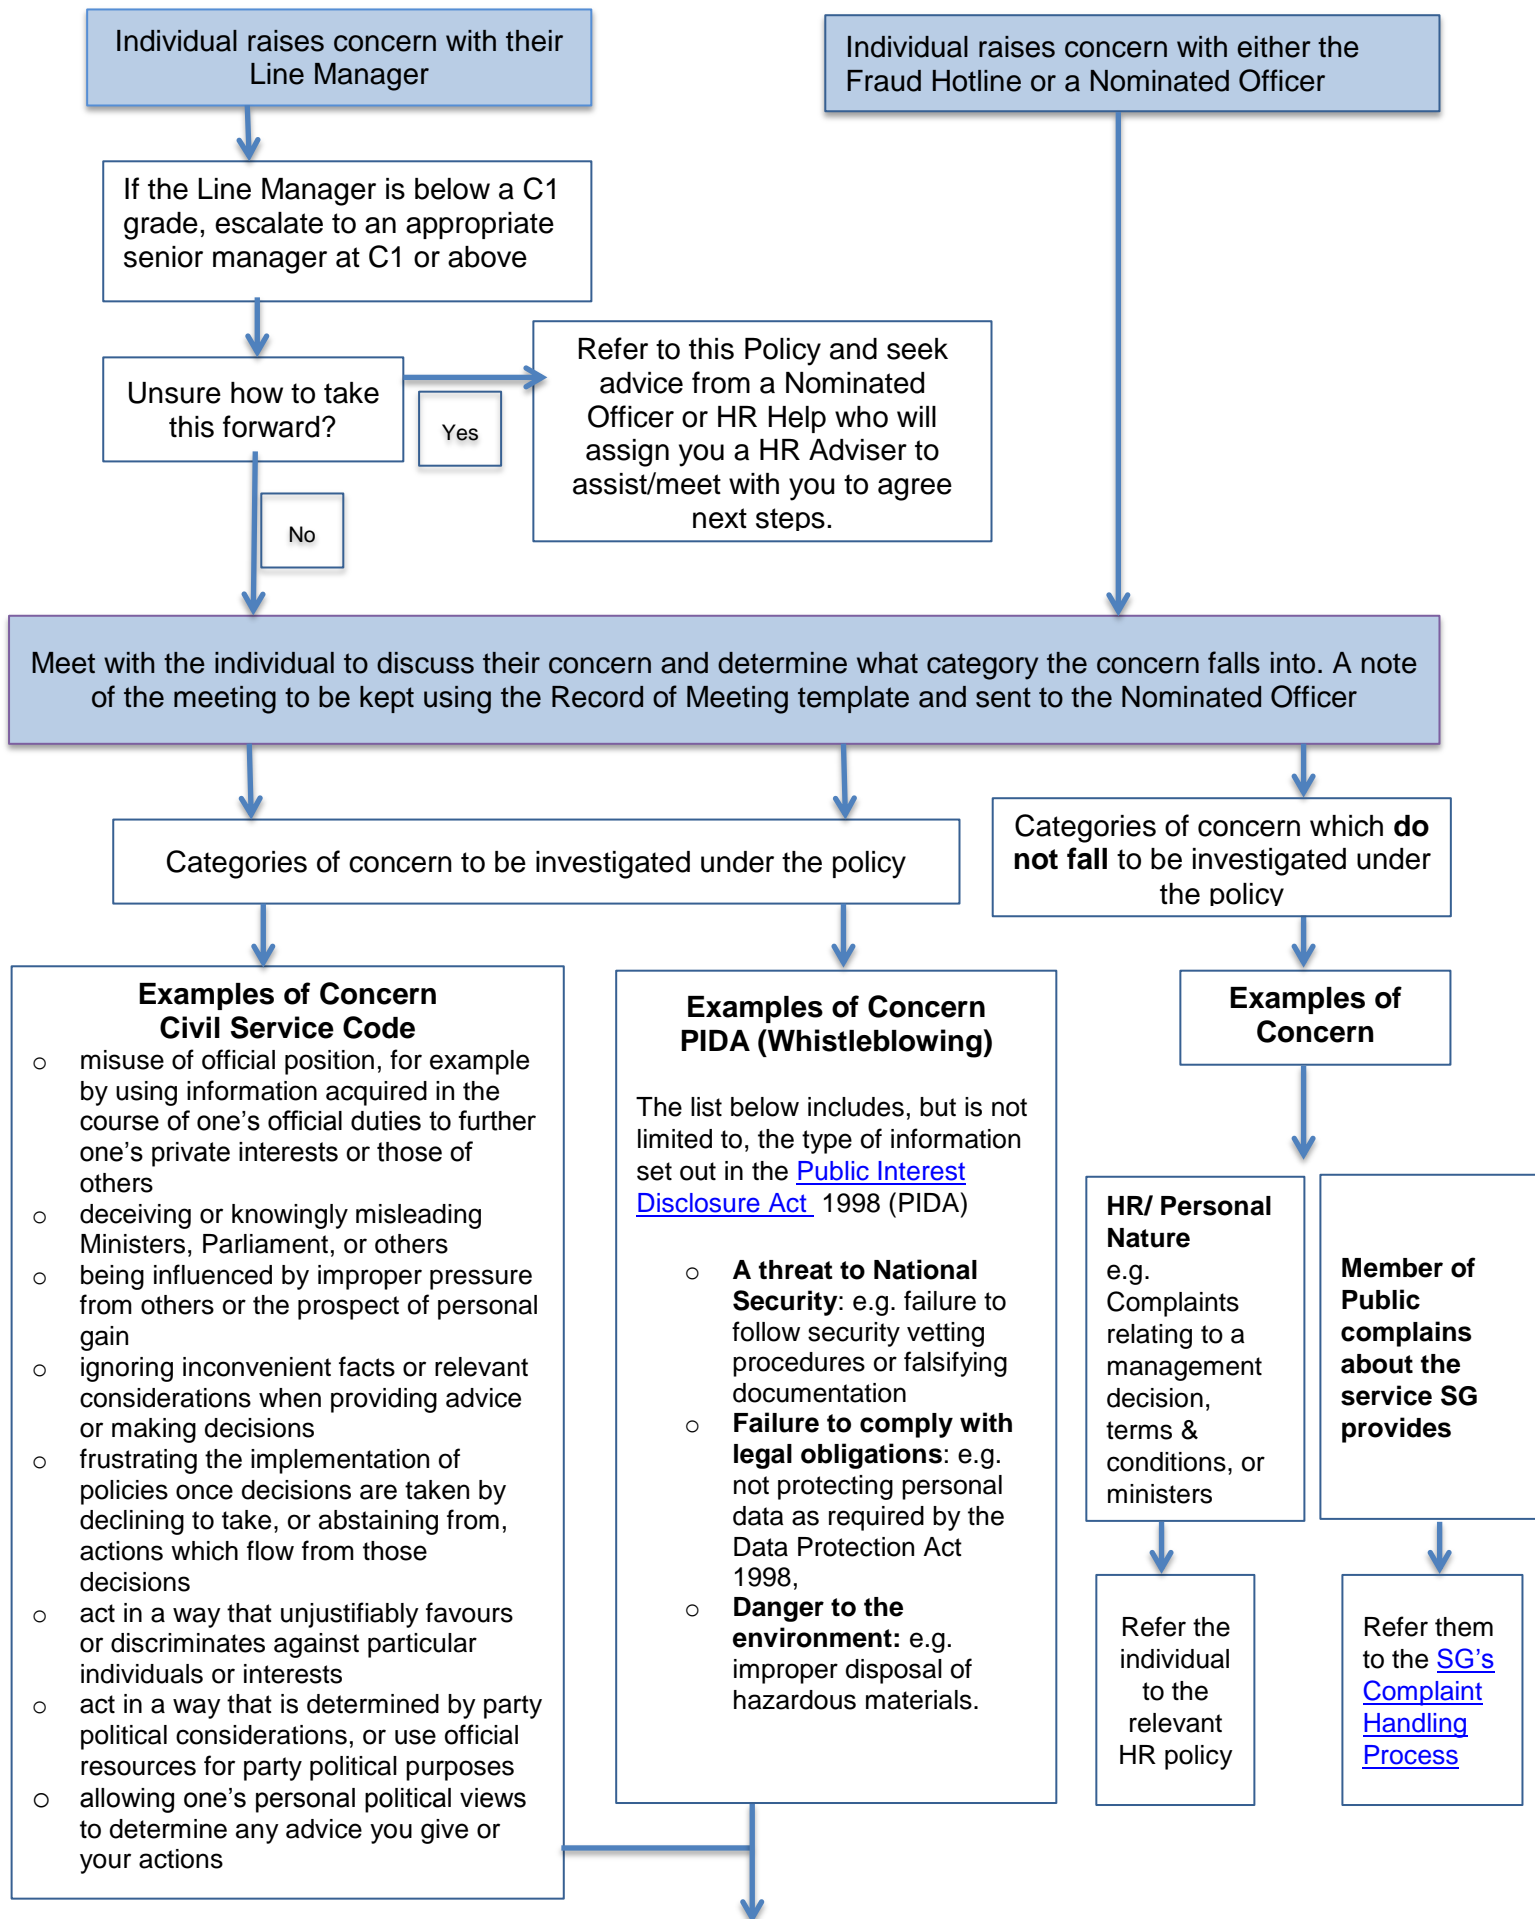 Individual raises concern with their
Line Manager
Individual raises concern with either the
Fraud Hotline or a Nominated Officer
If the Line Manager is below a C1
grade, escalate to an appropriate
senior manager at C1 or above
Unsure how to take
this forward?
Yes
Refer to this Policy and seek
advice from a Nominated
Officer or HR Help who will
assign you a HR Adviser to
assist/meet with you to agree
next steps.
No
Meet with the individual to discuss their concern and determine what category the concern falls into. A note
of the meeting to be kept using the Record of Meeting template and sent to the Nominated Officer
Categories of concern to be investigated under the policy
Categories of concern which do
not fall to be investigated under
the policy
Examples of Concern
Civil Service Code
o misuse of official position, for example
by using information acquired in the
course of one’s official duties to further
one’s private interests or those of
others
o deceiving or knowingly misleading
Ministers, Parliament, or others
o being influenced by improper pressure
from others or the prospect of personal
gain
o ignoring inconvenient facts or relevant
considerations when providing advice
or making decisions
o frustrating the implementation of
policies once decisions are taken by
declining to take, or abstaining from,
actions which flow from those
decisions
o act in a way that unjustifiably favours
or discriminates against particular
individuals or interests
o act in a way that is determined by party
political considerations, or use official
resources for party political purposes
o allowing one’s personal political views
to determine any advice you give or
your actions
Examples of Concern
PIDA (Whistleblowing)
The list below includes, but is not
limited to, the type of information
set out in the Public Interest
Disclosure Act 1998 (PIDA)
o A threat to National
Security: e.g. failure to
follow security vetting
procedures or falsifying
documentation
o Failure to comply with
legal obligations: e.g.
not protecting personal
data as required by the
Data Protection Act
1998,
o Danger to the
environment: e.g.
improper disposal of
hazardous materials.
Examples of
Concern
HR/ Personal
Nature
e.g.
Complaints
relating to a
management
decision,
terms &
conditions, or
ministers
Member of
Public
complains
about the
service SG
provides
Refer the
individual
to the
relevant
HR policy
Refer them
to the SG’s
Complaint
Handling
Process